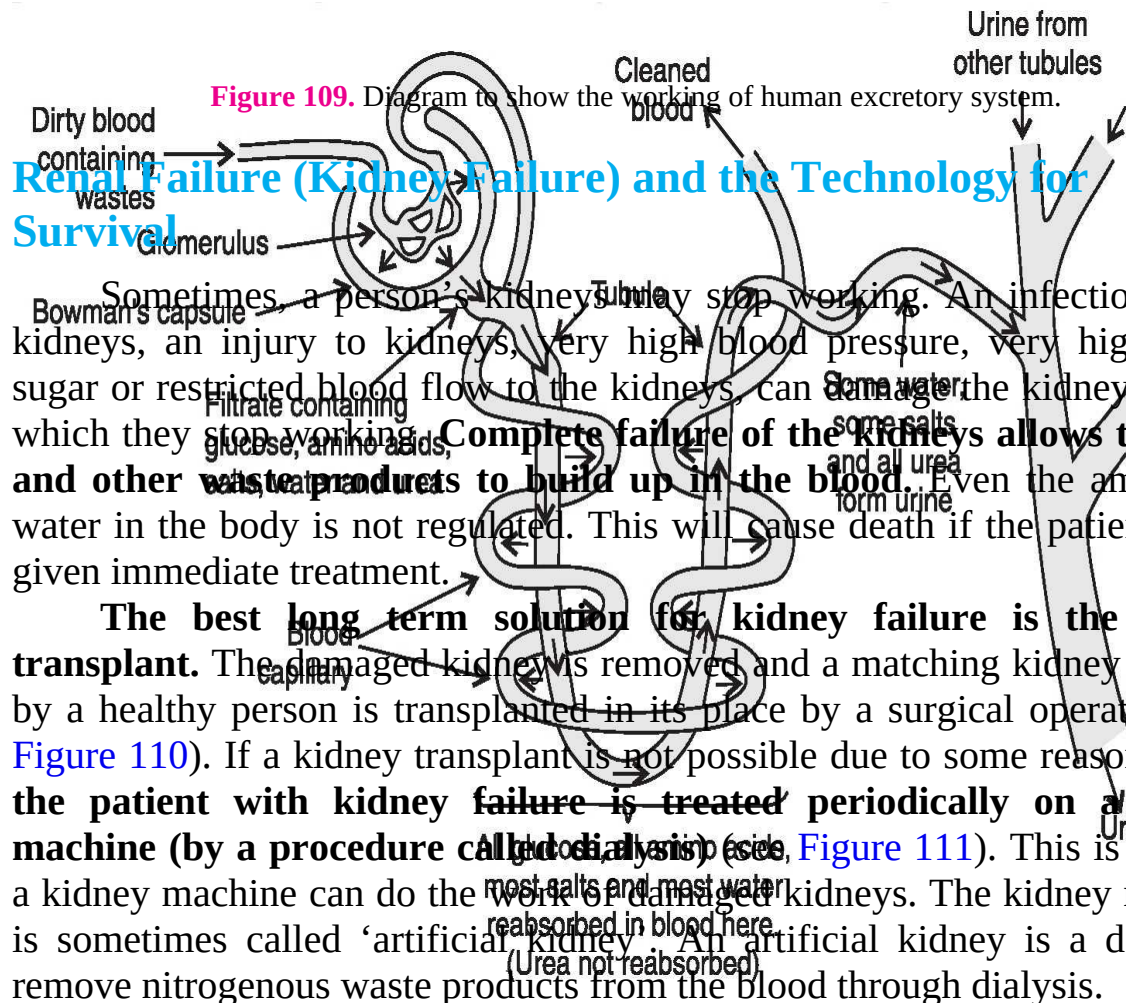 Urine from
other tubules
Cleaned
blood
Figure 109. Diagram to show the working of human excretory system.
Dirty blood
containing
wastes
Renal Failure (Kidney Failure) and the Technology for
Survival
Glomerulus
Bowman's capsule
Tubule
Sometimes, a person's kidneys may stop working. An infectio
kidneys, an injury to kidneys, very high blood pressure, very hig
sugar or restricted blood flow to the kidneys, can damage the kidney
which they stop working. Complete failure of the kidneys allows t
and other waste products to build up in the blood. Even the am
water in the body is not regulated. This will cause death if the patie
given immediate treatment.
Filtrate containing
glucose, amino acids,
salts, water and urea
Some water,
some salts
and all urea
form urine
The best long term solution for kidney failure is the
transplant. The damaged kidney is removed and a matching kidney
by a healthy person is transplanted in its place by a surgical operat
Figure 110). If a kidney transplant is not possible due to some reaso
the patient with kidney failure is treated periodically on a
machine (by a procedure called dialysis) (see Figure 111). This is
a kidney machine can do the work of damaged kidneys. The kidney
is sometimes called ‘artificial kidney’. An artificial kidney is a d
remove nitrogenous waste products from the blood through dialysis.
Blood
capillary
Ur
All glucose, all amino acids,
most salts and most water
reabsorbed in blood here
(Urea not reabsorbed)